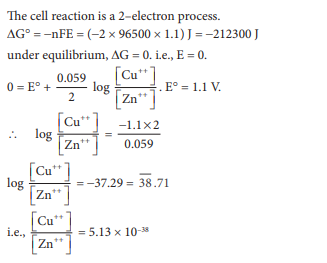 The cell reaction is a 2–electron process.
ΔG° = –nFE = (–2 × 96500 × 1.1) J = –212300 J
under equilibrium, ΔG = 0. i.e., E = 0.
0 = E° + 0.059/2 log [Cu⁺⁺]/[Zn⁺⁺] . E° = 1.1 V.
∴ log [Cu⁺⁺]/[Zn⁺⁺] = –1.1×2/0.059
log [Cu⁺⁺]/[Zn⁺⁺] = –37.29 = 3̅8̅.71
i.e., [Cu⁺⁺]/[Zn⁺⁺] = 5.13 × 10⁻³⁸